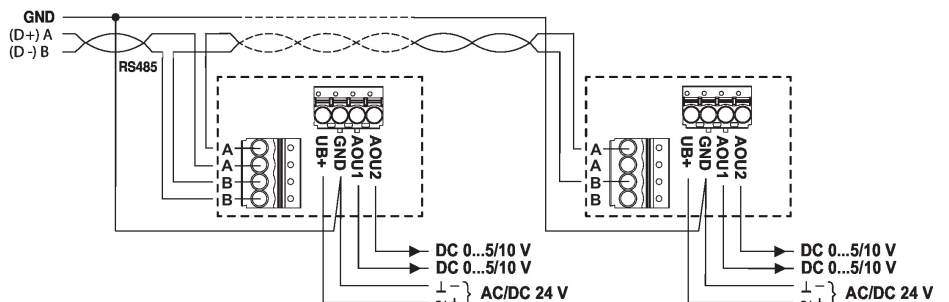 GND
(D+) A
(D -) B
RS485
A
A
B
B
UB+
GND
AOU1
AOU2
DC 0...5/10 V
DC 0...5/10 V
AC/DC 24 V
A
A
B
B
UB+
GND
AOU1
AOU2
DC 0...5/10 V
DC 0...5/10 V
AC/DC 24 V